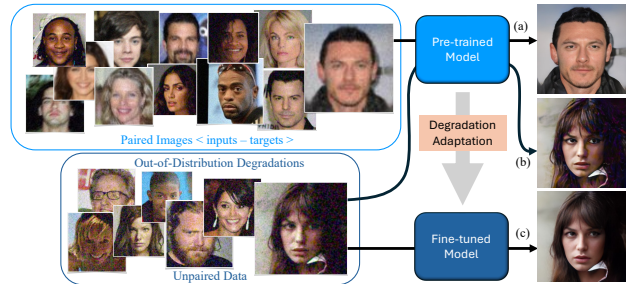 (a)
Pre-trained
Model
Paired Images < inputs – targets >
Degradation
Adaptation
(b)
Out-of-Distribution Degradations
Unpaired Data
Fine-tuned
Model
(c)